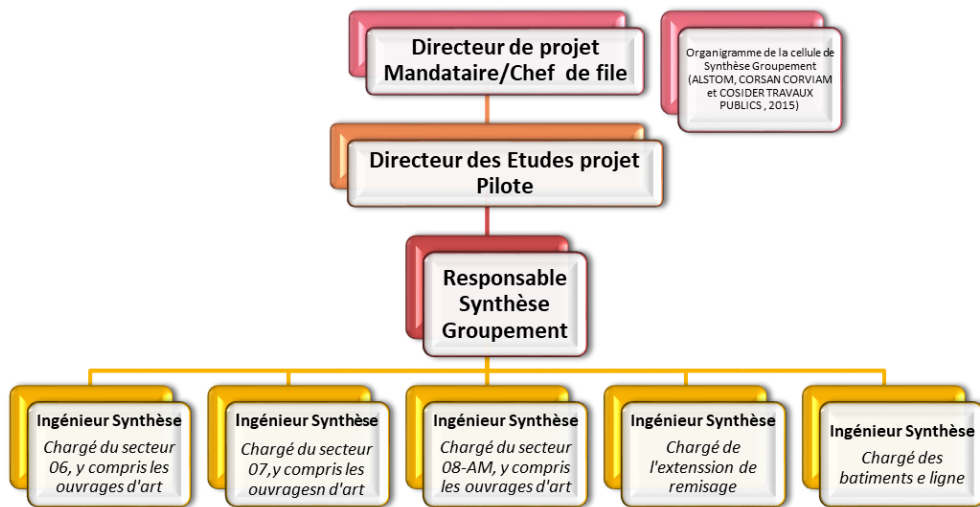 Directeur de projet
Mandataire/Chef de file
Organigramme de la cellule de
Synthèse Groupement
(ALSTOM, CORSAN CORVIAM
et COSIDER TRAVAUX
PUBLICS , 2015)
Directeur des Etudes projet
Pilote
Responsable
Synthèse
Groupement
Ingénieur Synthèse
Chargé du secteur
06, y compris les
ouvrages d'art
Ingénieur Synthèse
Chargé du secteur
07,y compris les
ouvragesn d'art
Ingénieur Synthèse
Chargé du secteur
08-AM, y compris
les ouvrages d'art
Ingénieur Synthèse
Chargé de
l'extenssion de
remisage
Ingénieur Synthèse
Chargé des
batiments e ligne